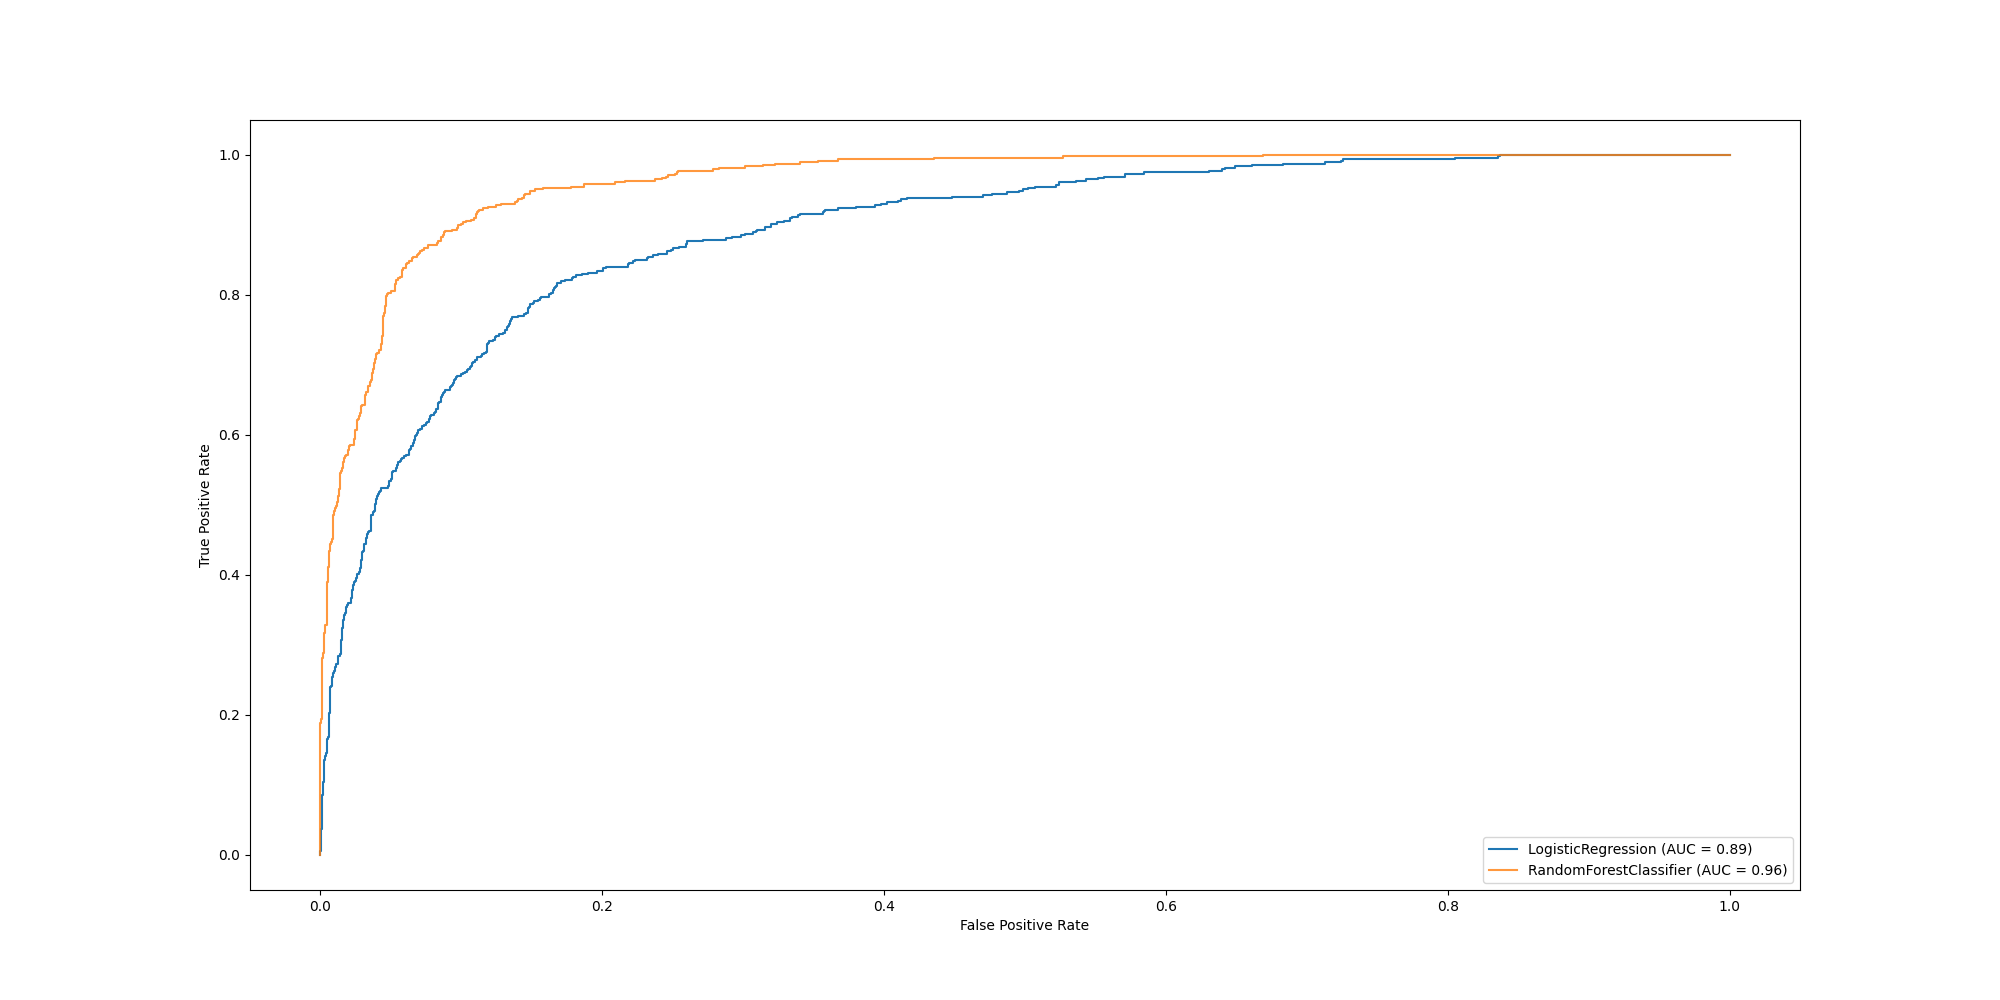 1.0
0.8
0.6
0.4
0.2
0.0
True Positive Rate
0.0 0.2 0.4 0.6 0.8 1.0
False Positive Rate
LogisticRegression (AUC = 0.89)
RandomForestClassifier (AUC = 0.96)